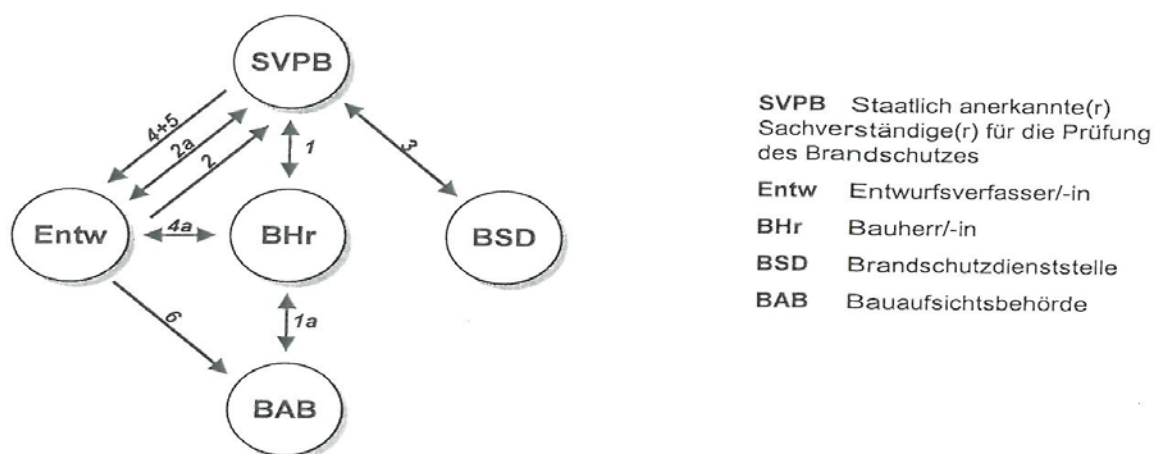 SVPB
4+5
2a
2
1
3
Entw
4a
BHr
BSD
6
1a
BAB
SVPB Staatlich anerkannte(r)
Sachverständige(r) für die Prüfung
des Brandschutzes
Entw Entwurfsverfasser/-in
BHr Bauherr/-in
BSD Brandschutzdienststelle
BAB Bauaufsichtsbehörde